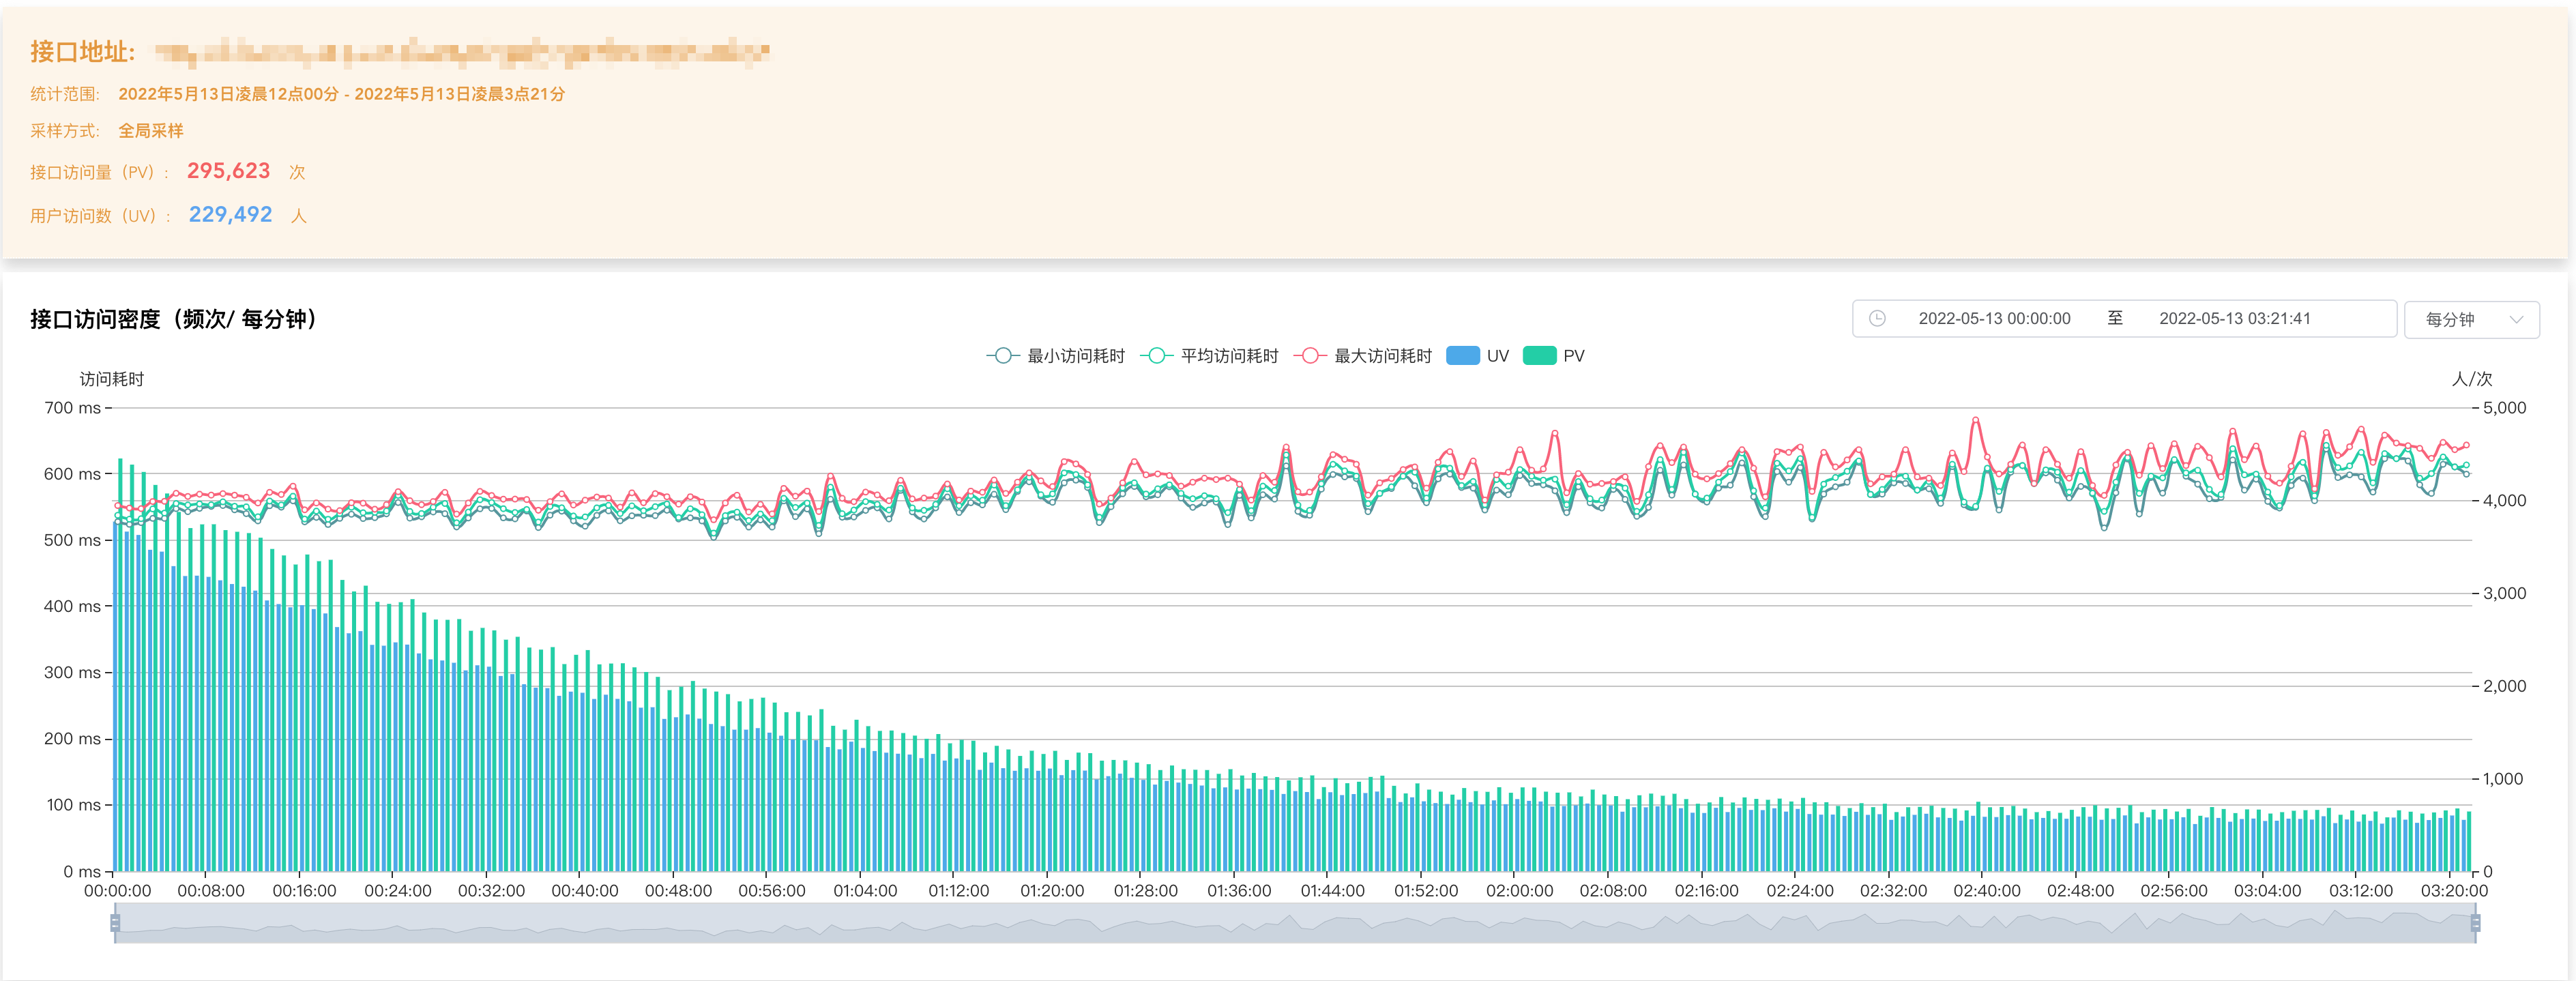 接口地址:
统计范围: 2022年5月13日凌晨12点00分 - 2022年5月13日凌晨3点21分
采样方式: 全局采样
接口访问量（PV）: 295,623 次
用户访问数（UV）: 229,492 人
接口访问密度（频次/ 每分钟）
2022-05-13 00:00:00 至 2022-05-13 03:21:41 每分钟
最小访问耗时 平均访问耗时 最大访问耗时 UV PV
访问耗时 人/次
700 ms 5,000
600 ms
4,000
500 ms
3,000
400 ms
300 ms
2,000
200 ms
1,000
100 ms
0 ms 0
00:00:00 00:08:00 00:16:00 00:24:00 00:32:00 00:40:00 00:48:00 00:56:00 01:04:00 01:12:00 01:20:00 01:28:00 01:36:00 01:44:00 01:52:00 02:00:00 02:08:00 02:16:00 02:24:00 02:32:00 02:40:00 02:48:00 02:56:00 03:04:00 03:12:00 03:20:00